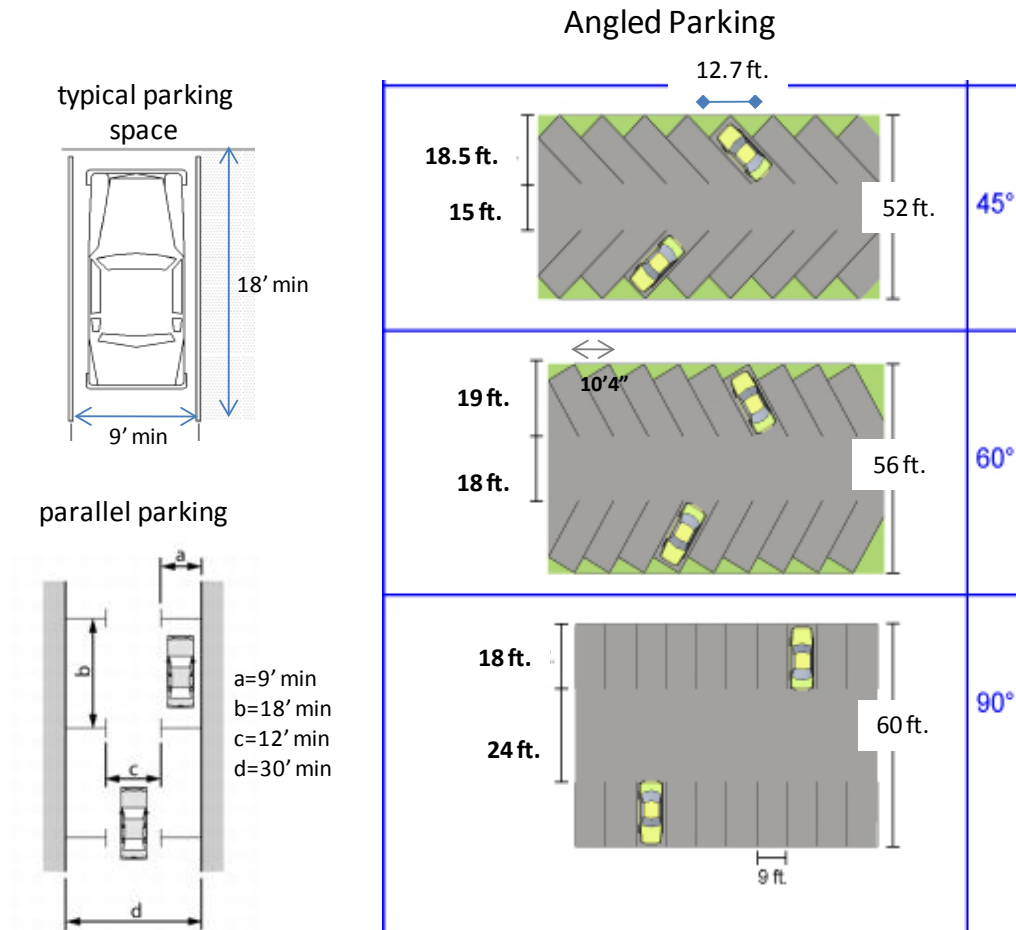 Angled Parking
typical parking
space
18' min
9' min
parallel parking
a
b
c
d
a=9' min
b=18' min
c=12' min
d=30' min
12.7 ft.
18.5 ft.
15 ft.
52 ft.
45°
10'4”
19 ft.
18 ft.
56 ft.
60°
18 ft.
24 ft.
60 ft.
90°
9 ft.